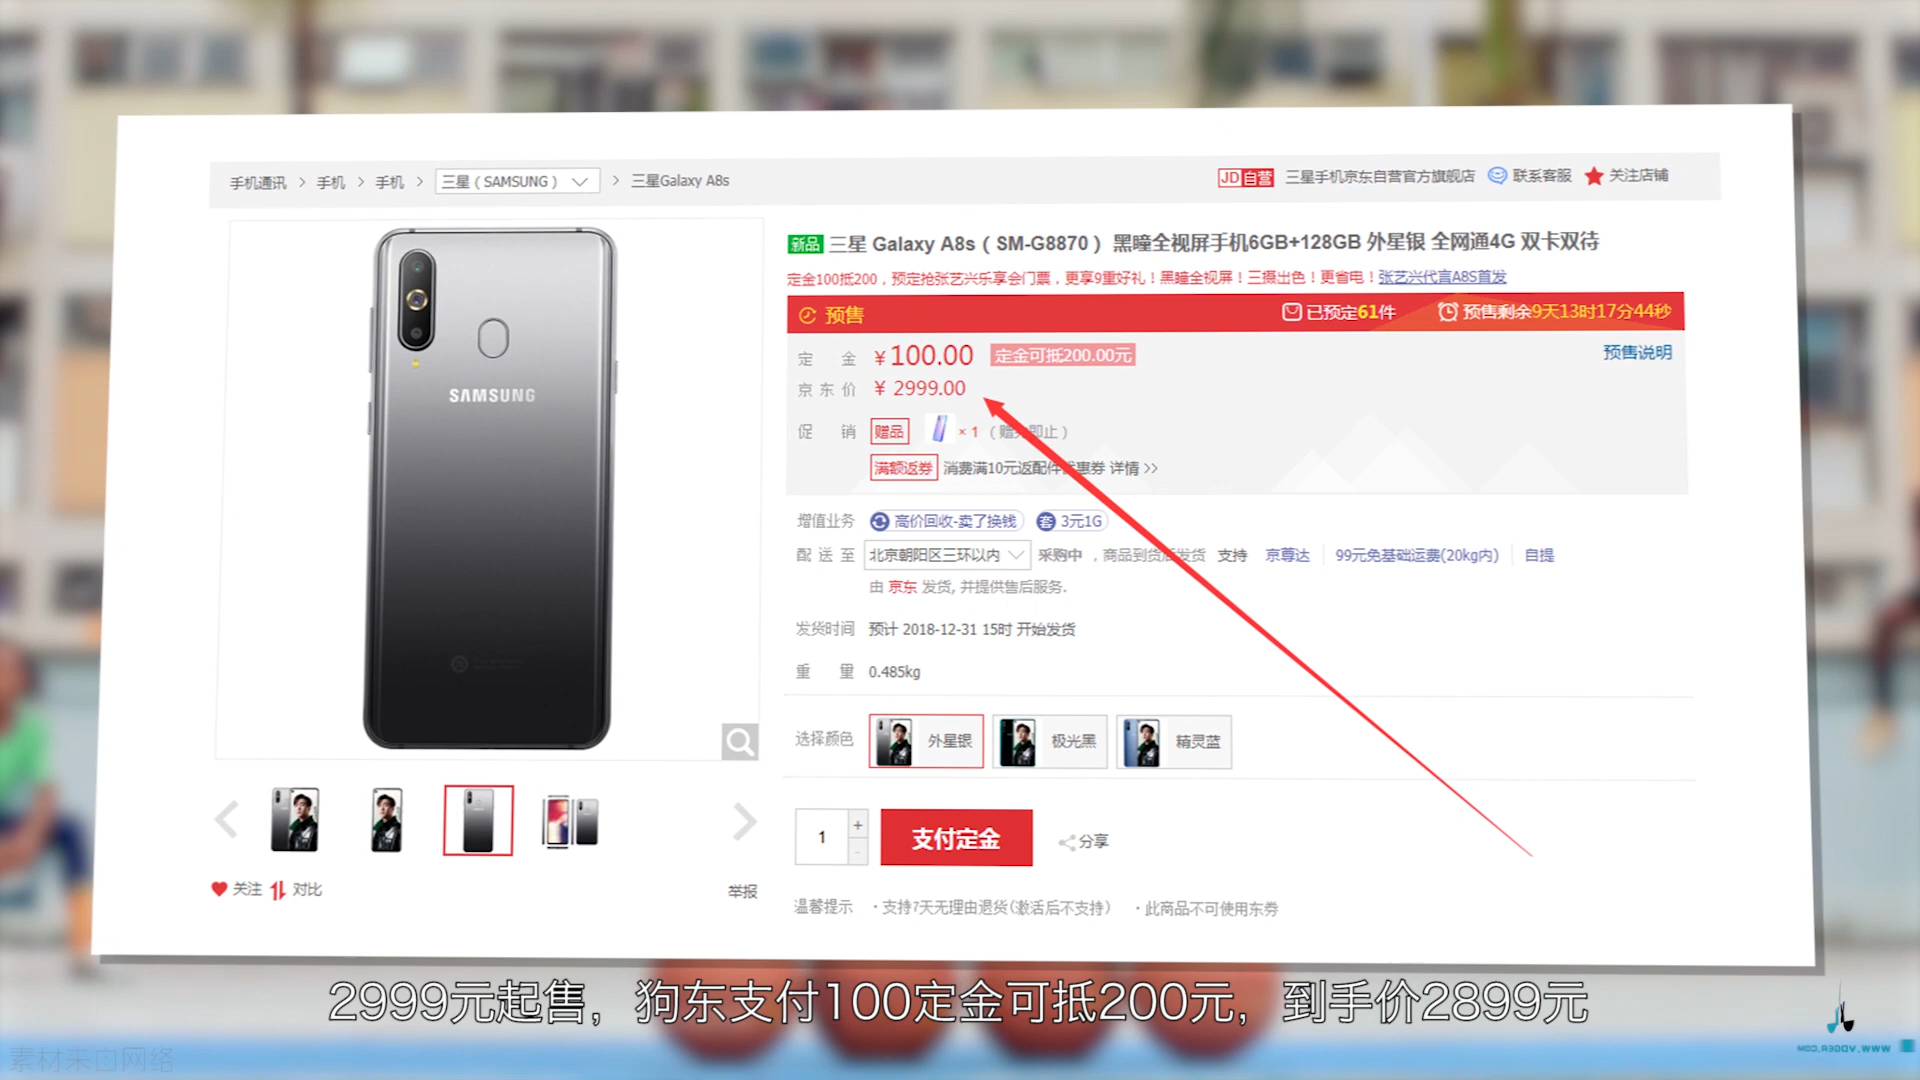 手机通讯 > 手机 > 手机 > 三星（SAMSUNG） > 三星Galaxy A8s
JD自营 三星手机京东自营官方旗舰店 联系客服 关注店铺
SAMSUNG
关注 对比
举报
新品 三星 Galaxy A8s（SM-G8870）黑瞳全视屏手机6GB+128GB 外星银 全网通4G 双卡双待
定金100抵200，预定抢张艺兴乐享会门票，更享9重好礼！黑瞳全视屏！三摄出色！更省电！张艺兴代言A8S首发
预售 已预定61件 预售剩余9天13时17分44秒
定金 ¥100.00 定金可抵200.00元 预售说明
京东价 ¥ 2999.00
促销 赠品 × 1（赠完即止）
满额返券 消费满10元返配件优惠券 详情 >>
增值业务 高价回收-卖了换钱 套 3元1G
配送至 北京朝阳区三环以内 采购中，商品到货后发货 支持 京尊达 99元免基础运费(20kg内) 自提
由 京东 发货, 并提供售后服务.
发货时间 预计 2018-12-31 15时 开始发货
重量 0.485kg
选择颜色 外星银 极光黑 精灵蓝
1 + - 支付定金 分享
温馨提示 ·支持7天无理由退货(激活后不支持) ·此商品不可使用东券
2999元起售，狗东支付100定金可抵200元，到手价2899元
素材来自网络